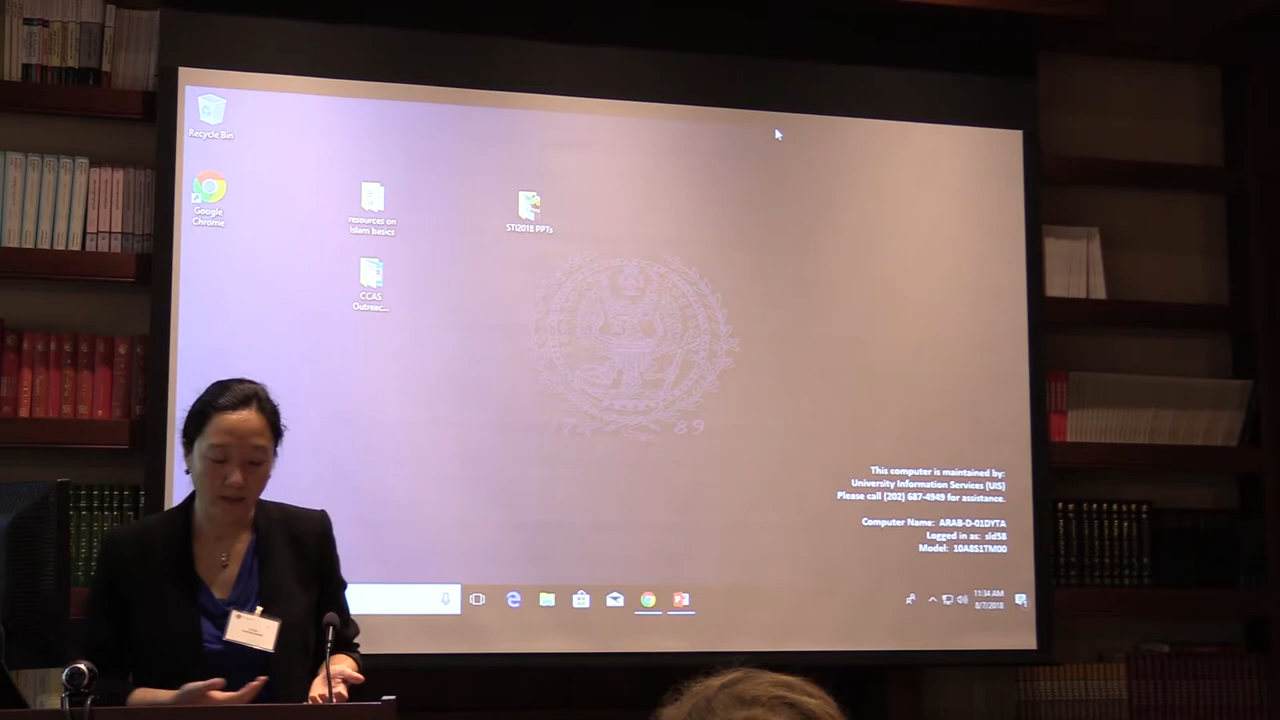 Recycle Bin
Google
Chrome
resources on
Islam basics
STI2018 PPTs
CCAS
Outreac...
89
This computer is maintained by:
University Information Services (UIS)
Please call (202) 687-4949 for assistance.
Computer Name: ARAB-D-01DYTA
Logged in as: sld58
Model: 10A8S1TM00
11:34 AM
8/7/2018